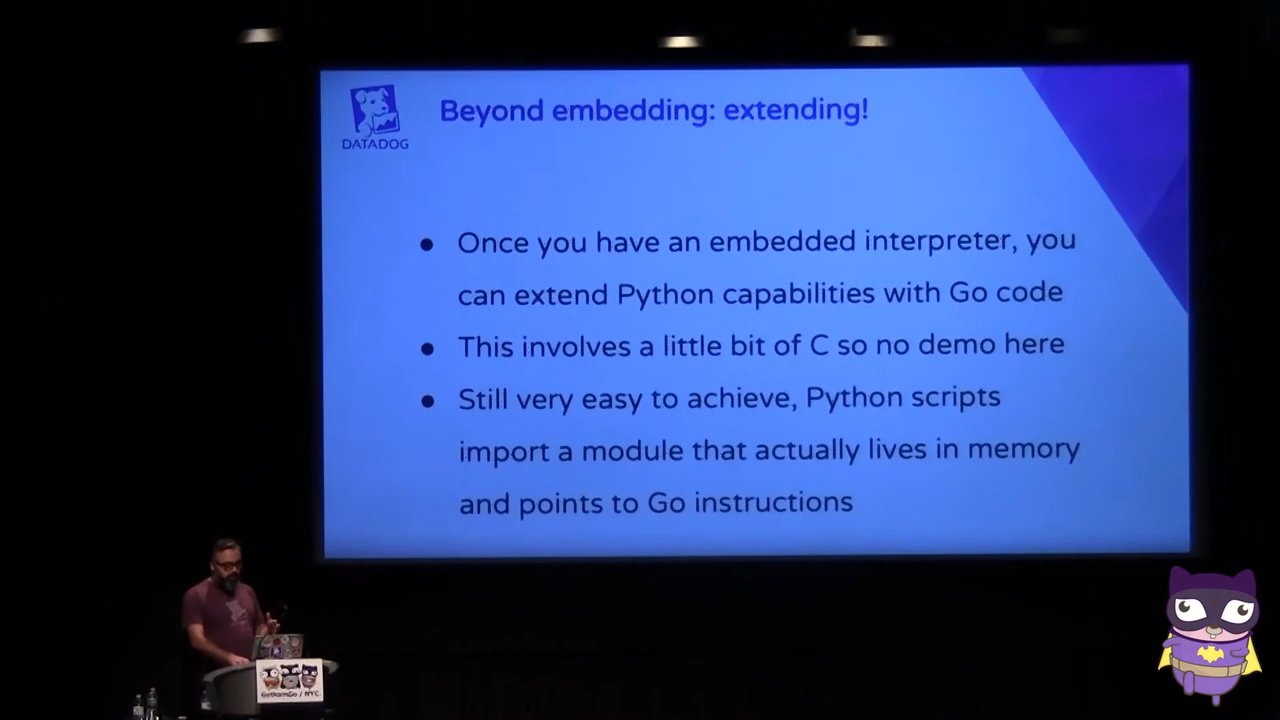 DATADOG
Beyond embedding: extending!
● Once you have an embedded interpreter, you
can extend Python capabilities with Go code
● This involves a little bit of C so no demo here
● Still very easy to achieve, Python scripts
import a module that actually lives in memory
and points to Go instructions
GothamGo / NYC